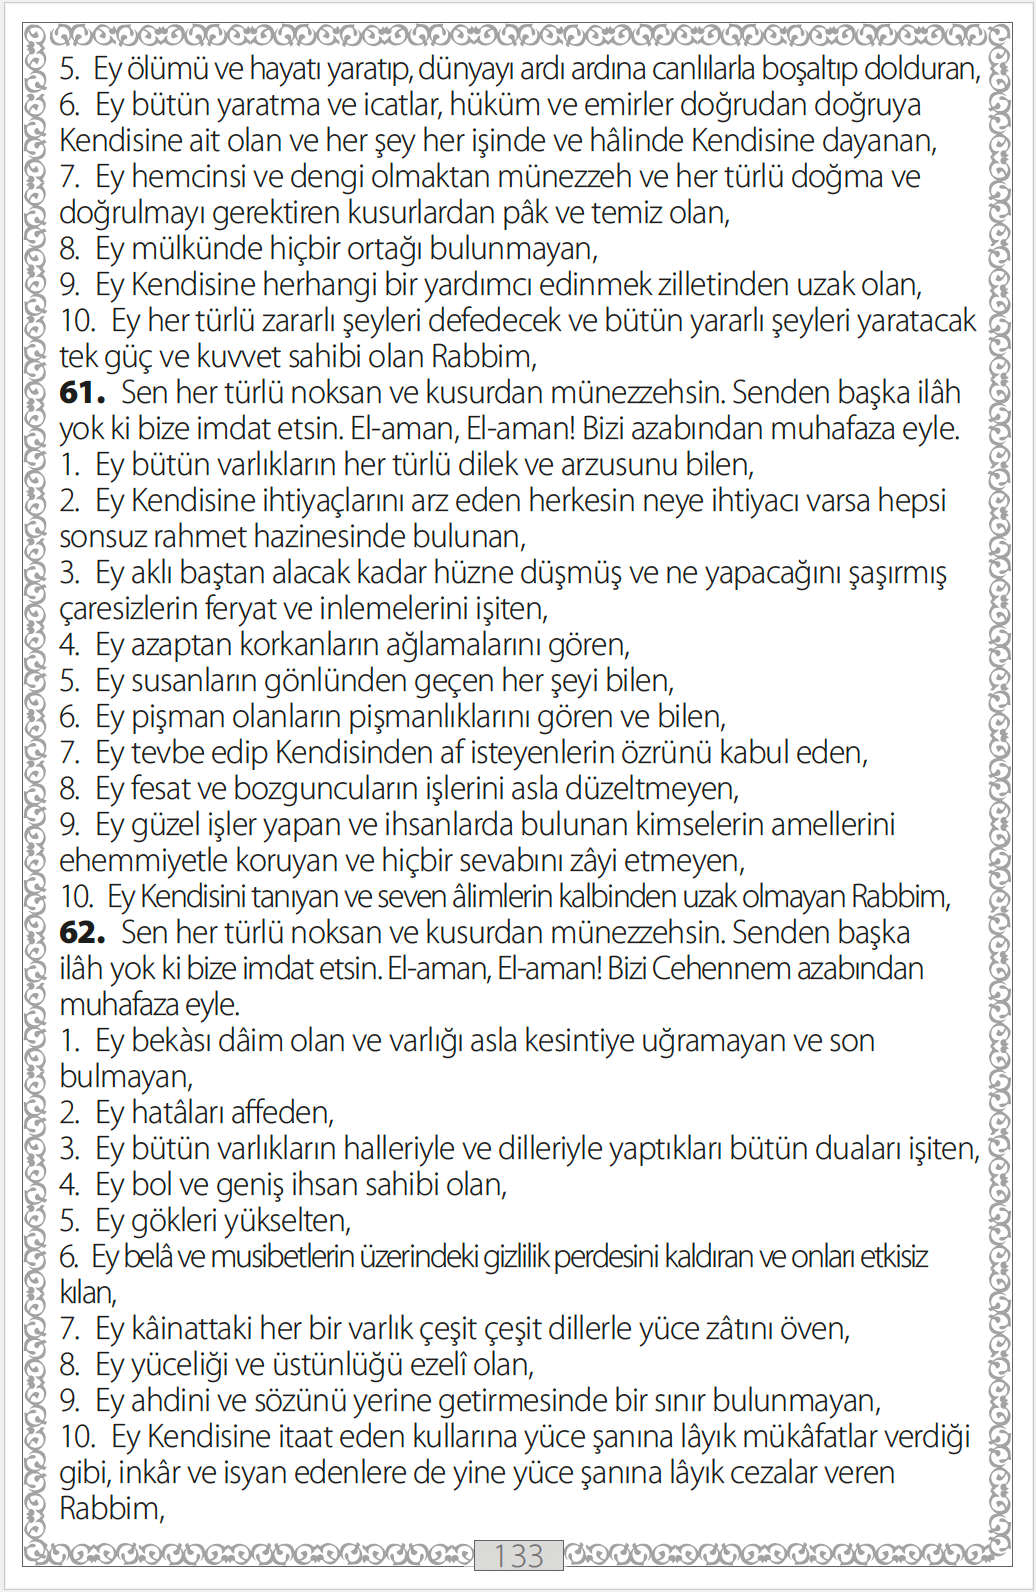 5. Ey ölümü ve hayatı yaratıp, dünyayı ardı ardına canlılarla boşaltıp dolduran,
6. Ey bütün yaratma ve icatlar, hüküm ve emirler doğrudan doğruya
Kendisine ait olan ve her şey her işinde ve hâlinde Kendisine dayanan,
7. Ey hemcinsi ve dengi olmaktan münezzeh ve her türlü doğma ve
doğrulmayı gerektiren kusurlardan pâk ve temiz olan,
8. Ey mülkünde hiçbir ortağı bulunmayan,
9. Ey Kendisine herhangi bir yardımcı edinmek zilletinden uzak olan,
10. Ey her türlü zararlı şeyleri defedecek ve bütün yararlı şeyleri yaratacak
tek güç ve kuvvet sahibi olan Rabbim,
61. Sen her türlü noksan ve kusurdan münezzehsin. Senden başka ilâh
yok ki bize imdat etsin. El-aman, El-aman! Bizi azabından muhafaza eyle.
1. Ey bütün varlıkların her türlü dilek ve arzusunu bilen,
2. Ey Kendisine ihtiyaçlarını arz eden herkesin neye ihtiyacı varsa hepsi
sonsuz rahmet hazinesinde bulunan,
3. Ey aklı baştan alacak kadar hüzne düşmüş ve ne yapacağını şaşırmış
çaresizlerin feryat ve inlemelerini işiten,
4. Ey azaptan korkanların ağlamalarını gören,
5. Ey susanların gönlünden geçen her şeyi bilen,
6. Ey pişman olanların pişmanlıklarını gören ve bilen,
7. Ey tevbe edip Kendisinden af isteyenlerin özrünü kabul eden,
8. Ey fesat ve bozguncuların işlerini asla düzeltmeyen,
9. Ey güzel işler yapan ve ihsanlarda bulunan kimselerin amellerini
ehemmiyetle koruyan ve hiçbir sevabını zâyi etmeyen,
10. Ey Kendisini tanıyan ve seven âlimlerin kalbinden uzak olmayan Rabbim,
62. Sen her türlü noksan ve kusurdan münezzehsin. Senden başka
ilâh yok ki bize imdat etsin. El-aman, El-aman! Bizi Cehennem azabından
muhafaza eyle.
1. Ey bekàsı dâim olan ve varlığı asla kesintiye uğramayan ve son
bulmayan,
2. Ey hatâları affeden,
3. Ey bütün varlıkların halleriyle ve dilleriyle yaptıkları bütün duaları işiten,
4. Ey bol ve geniş ihsan sahibi olan,
5. Ey gökleri yükselten,
6. Ey belâ ve musibetlerin üzerindeki gizlilik perdesini kaldıran ve onları etkisiz
kılan,
7. Ey kâinattaki her bir varlık çeşit çeşit dillerle yüce zâtını öven,
8. Ey yüceliği ve üstünlüğü ezelî olan,
9. Ey ahdini ve sözünü yerine getirmesinde bir sınır bulunmayan,
10. Ey Kendisine itaat eden kullarına yüce şanına lâyık mükâfatlar verdiği
gibi, inkâr ve isyan edenlere de yine yüce şanına lâyık cezalar veren
Rabbim,
133